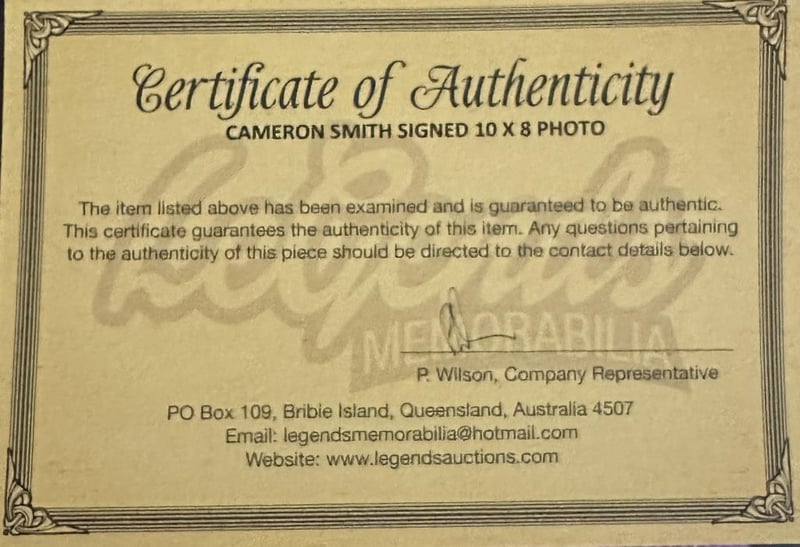 Certificate of Authenticity
CAMERON SMITH SIGNED 10 X 8 PHOTO
The item listed above has been examined and is guaranteed to be authentic.
This certificate guarantees the authenticity of this item. Any questions pertaining
to the authenticity of this piece should be directed to the contact details below.
Legends
MEMORABILIA
P. Wilson, Company Representative
PO Box 109, Bribie Island, Queensland, Australia 4507
Email: legendsmemorabilia@hotmail.com
Website: www.legendsauctions.com